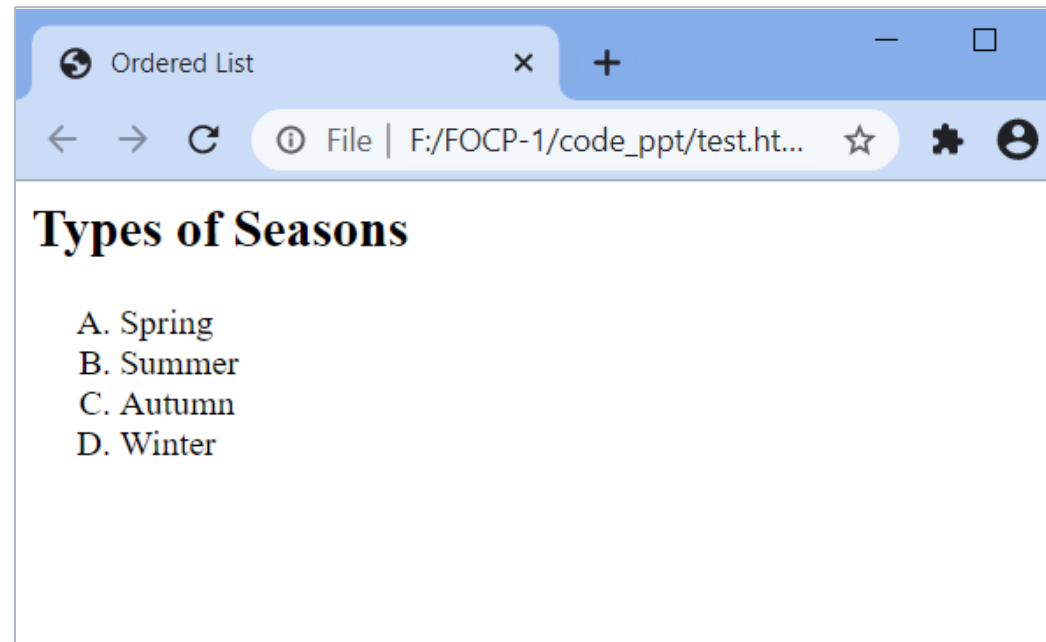 Ordered List
File | F:/FOCP-1/code_ppt/test.ht...
Types of Seasons
A. Spring
B. Summer
C. Autumn
D. Winter